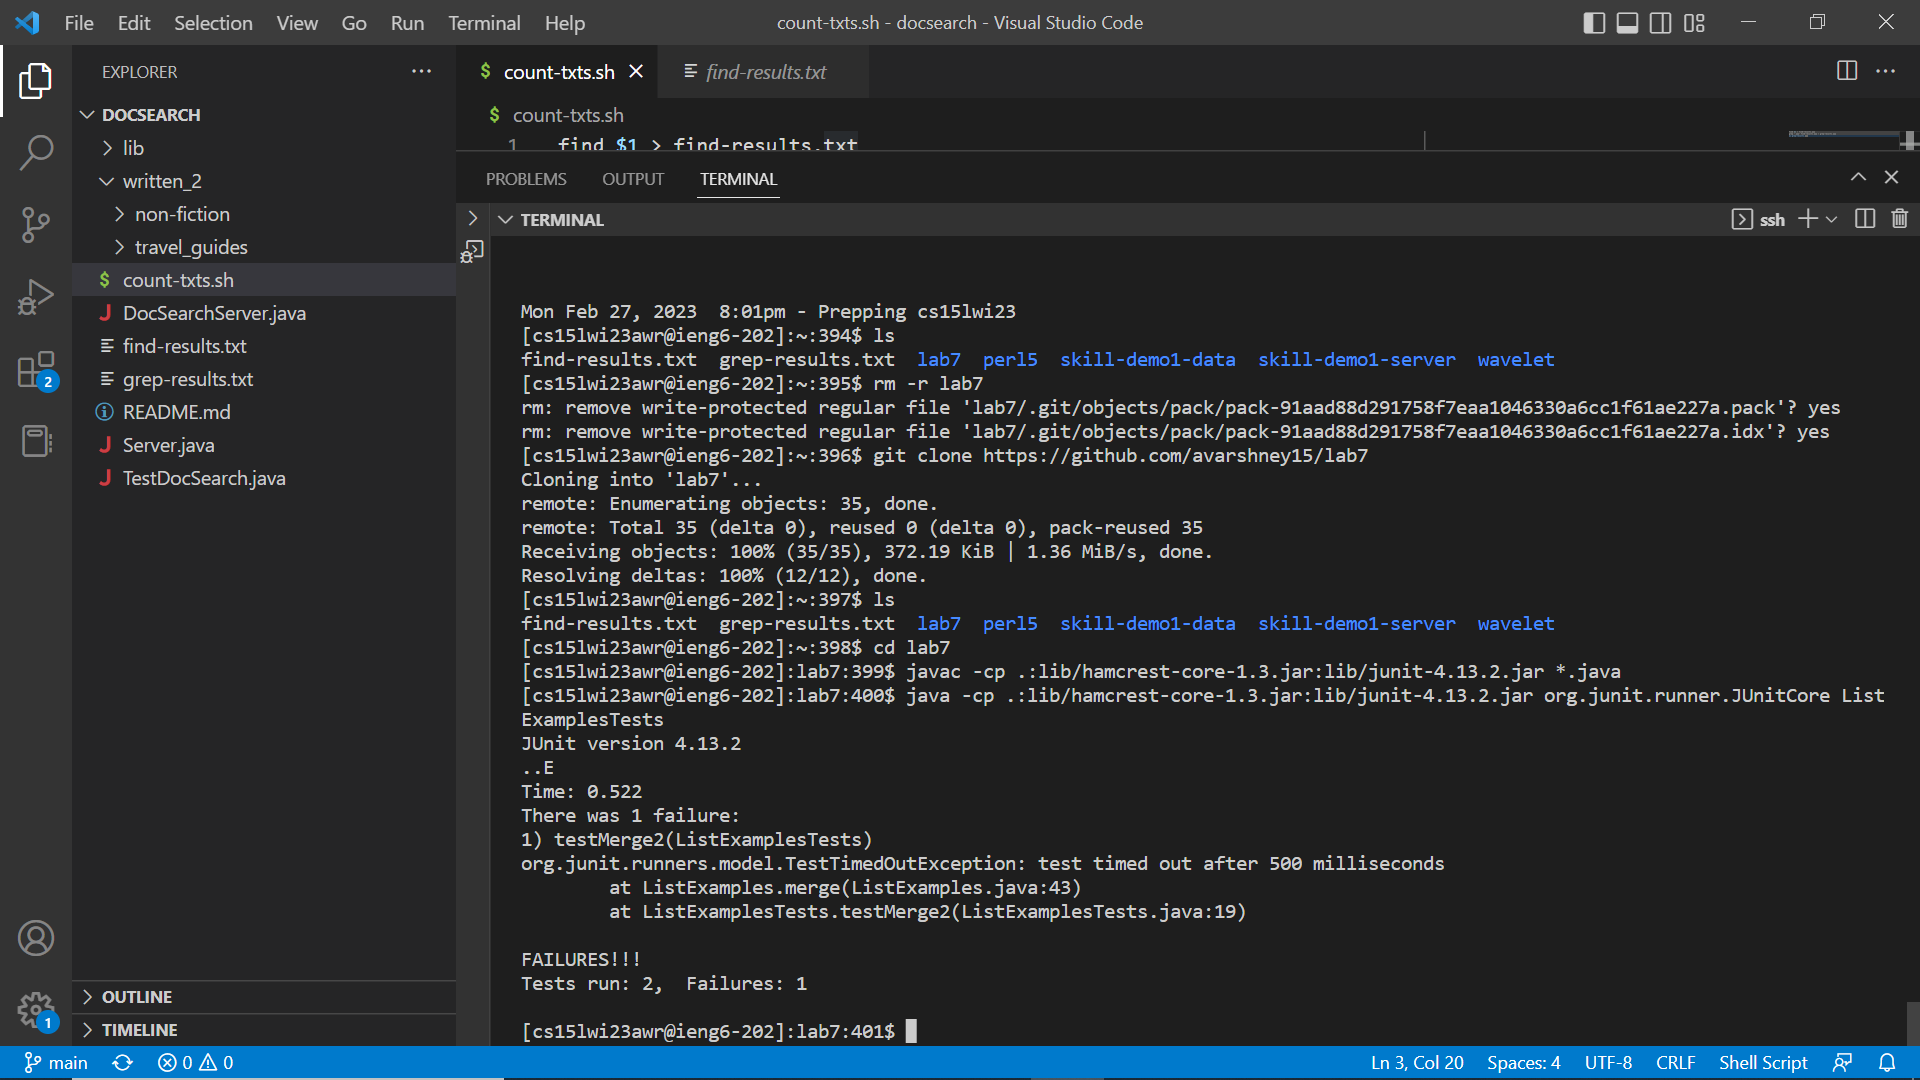 File Edit Selection View Go Run Terminal Help
count-txts.sh - docsearch - Visual Studio Code
EXPLORER
DOCSEARCH
lib
written_2
non-fiction
travel_guides
$ count-txts.sh
J DocSearchServer.java
find-results.txt
grep-results.txt
README.md
J Server.java
J TestDocSearch.java
OUTLINE
TIMELINE
2
1
$ count-txts.sh
find-results.txt
$ count-txts.sh
1 find $1 > find-results.txt
PROBLEMS OUTPUT TERMINAL
TERMINAL
ssh
Mon Feb 27, 2023  8:01pm - Prepping cs15lwi23
[cs15lwi23awr@ieng6-202]:~:394$ ls
find-results.txt  grep-results.txt  lab7  perl5  skill-demo1-data  skill-demo1-server  wavelet
[cs15lwi23awr@ieng6-202]:~:395$ rm -r lab7
rm: remove write-protected regular file 'lab7/.git/objects/pack/pack-91aad88d291758f7eaa1046330a6cc1f61ae227a.pack'? yes
rm: remove write-protected regular file 'lab7/.git/objects/pack/pack-91aad88d291758f7eaa1046330a6cc1f61ae227a.idx'? yes
[cs15lwi23awr@ieng6-202]:~:396$ git clone https://github.com/avarshney15/lab7
Cloning into 'lab7'...
remote: Enumerating objects: 35, done.
remote: Total 35 (delta 0), reused 0 (delta 0), pack-reused 35
Receiving objects: 100% (35/35), 372.19 KiB | 1.36 MiB/s, done.
Resolving deltas: 100% (12/12), done.
[cs15lwi23awr@ieng6-202]:~:397$ ls
find-results.txt  grep-results.txt  lab7  perl5  skill-demo1-data  skill-demo1-server  wavelet
[cs15lwi23awr@ieng6-202]:~:398$ cd lab7
[cs15lwi23awr@ieng6-202]:lab7:399$ javac -cp .:lib/hamcrest-core-1.3.jar:lib/junit-4.13.2.jar *.java
[cs15lwi23awr@ieng6-202]:lab7:400$ java -cp .:lib/hamcrest-core-1.3.jar:lib/junit-4.13.2.jar org.junit.runner.JUnitCore List
ExamplesTests
JUnit version 4.13.2
..E
Time: 0.522
There was 1 failure:
1) testMerge2(ListExamplesTests)
org.junit.runners.model.TestTimedOutException: test timed out after 500 milliseconds
at ListExamples.merge(ListExamples.java:43)
at ListExamplesTests.testMerge2(ListExamplesTests.java:19)
FAILURES!!!
Tests run: 2,  Failures: 1
[cs15lwi23awr@ieng6-202]:lab7:401$
main 0 0 Ln 3, Col 20 Spaces: 4 UTF-8 CRLF Shell Script